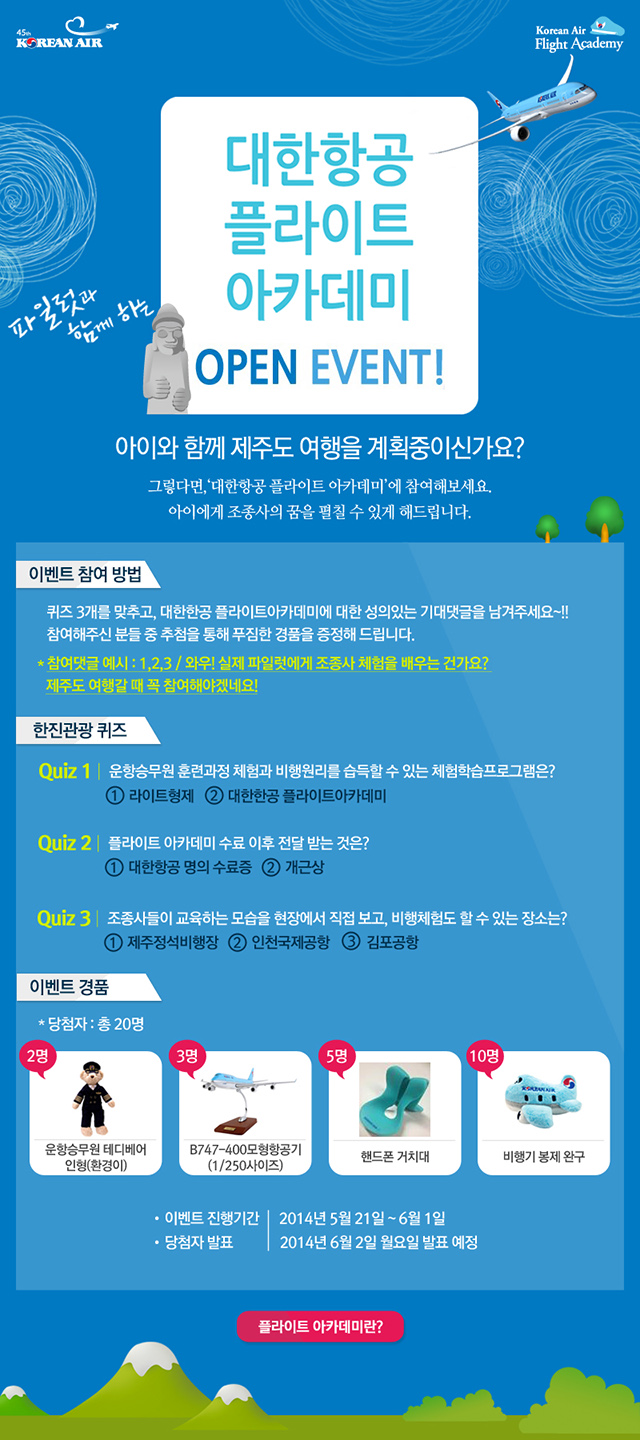 45th
KOREAN AIR
Korean Air
Flight Academy
KOREAN AIR
대한항공
플라이트
아카데미
파일럿과
함께 하는
OPEN EVENT!
아이와 함께 제주도 여행을 계획중이신가요?
그렇다면,'대한항공 플라이트 아카데미'에 참여해보세요.
아이에게 조종사의 꿈을 펼칠 수 있게 해드립니다.
이벤트 참여 방법
퀴즈 3개를 맞추고, 대한한공 플라이트아카데미에 대한 성의있는 기대댓글을 남겨주세요~!!
참여해주신 분들 중 추첨을 통해 푸짐한 경품을 증정해 드립니다.
* 참여댓글 예시 : 1,2,3 / 와우! 실제 파일럿에게 조종사 체험을 배우는 건가요?
제주도 여행갈 때 꼭 참여해야겠네요!
한진관광 퀴즈
Quiz 1 | 운항승무원 훈련과정 체험과 비행원리를 습득할 수 있는 체험학습프로그램은?
① 라이트형제 ② 대한한공 플라이트아카데미
Quiz 2 | 플라이트 아카데미 수료 이후 전달 받는 것은?
① 대한항공 명의 수료증 ② 개근상
Quiz 3 | 조종사들이 교육하는 모습을 현장에서 직접 보고, 비행체험도 할 수 있는 장소는?
① 제주정석비행장 ② 인천국제공항 ③ 김포공항
이벤트 경품
* 당첨자 : 총 20명
2명
3명
5명
10명
KOREAN AIR
운항승무원 테디베어
인형(환경이)
B747-400모형항공기
(1/250사이즈)
핸드폰 거치대
비행기 봉제 완구
• 이벤트 진행기간 | 2014년 5월 21일 ~ 6월 1일
• 당첨자 발표 | 2014년 6월 2일 월요일 발표 예정
플라이트 아카데미란?